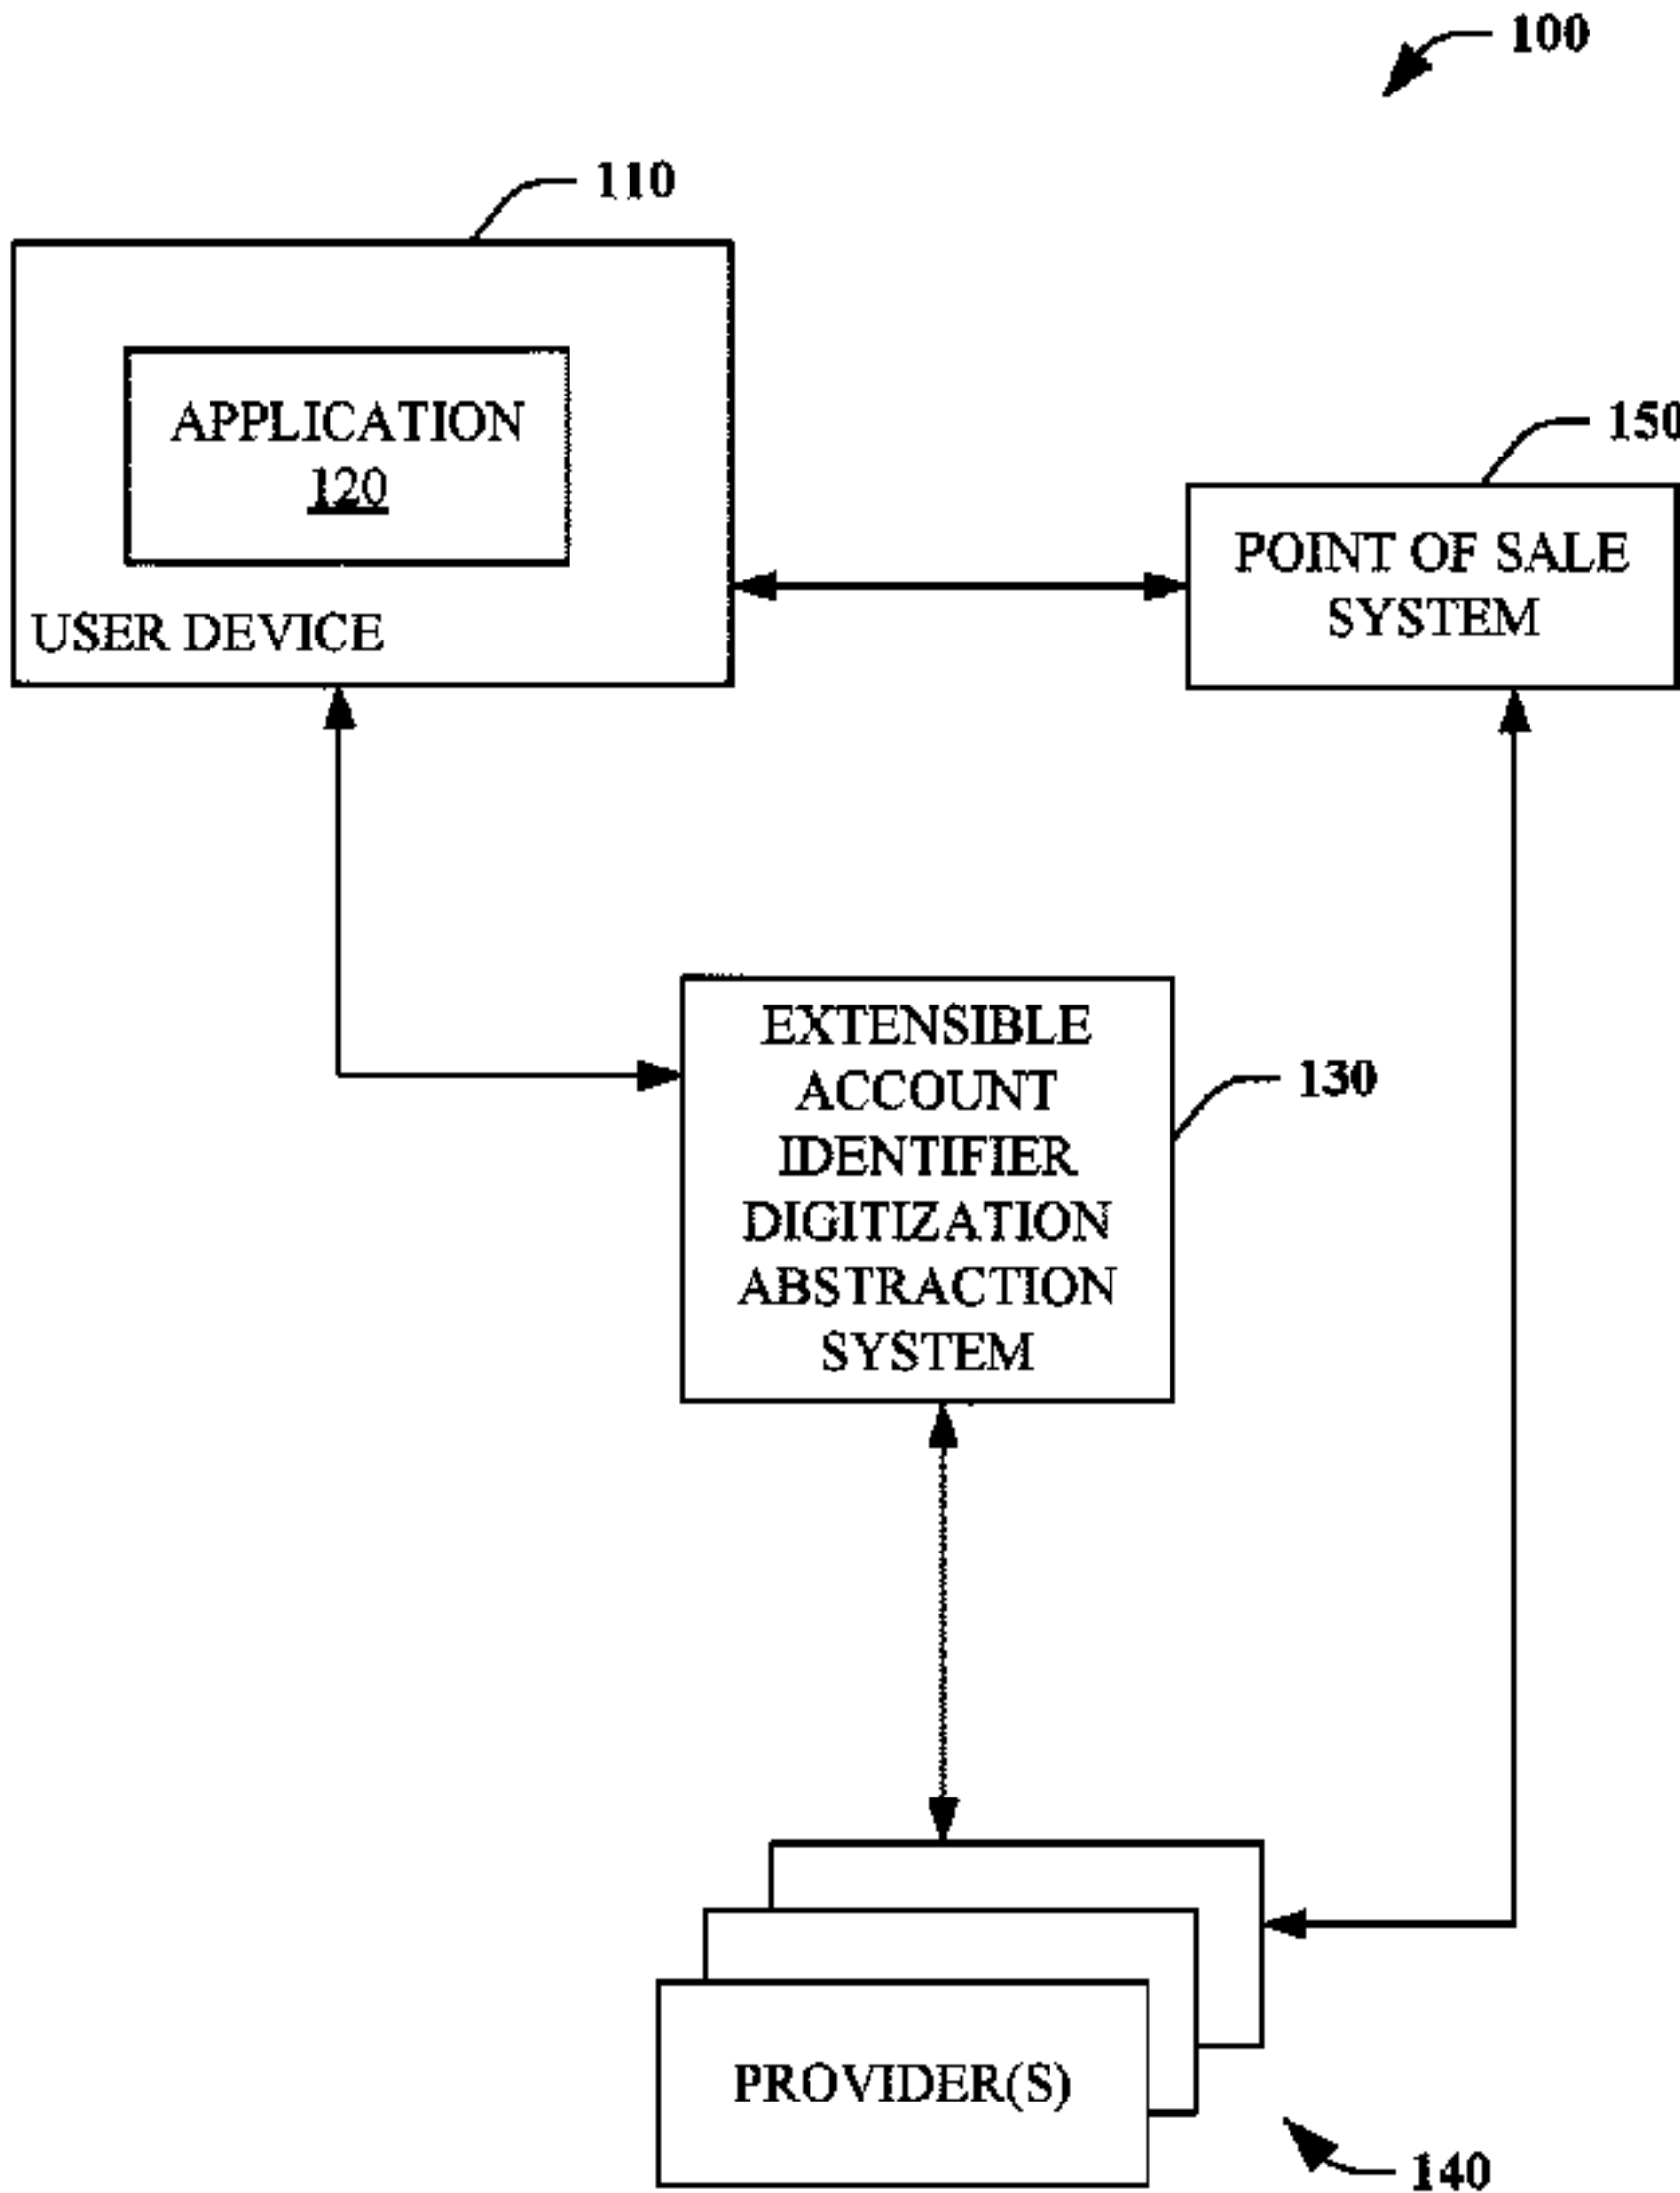 100
110
APPLICATION
120
USER DEVICE
150
POINT OF SALE
SYSTEM
EXTENSIBLE
ACCOUNT
IDENTIFIER
DIGITIZATION
ABSTRACTION
SYSTEM
130
PROVIDER(S)
140